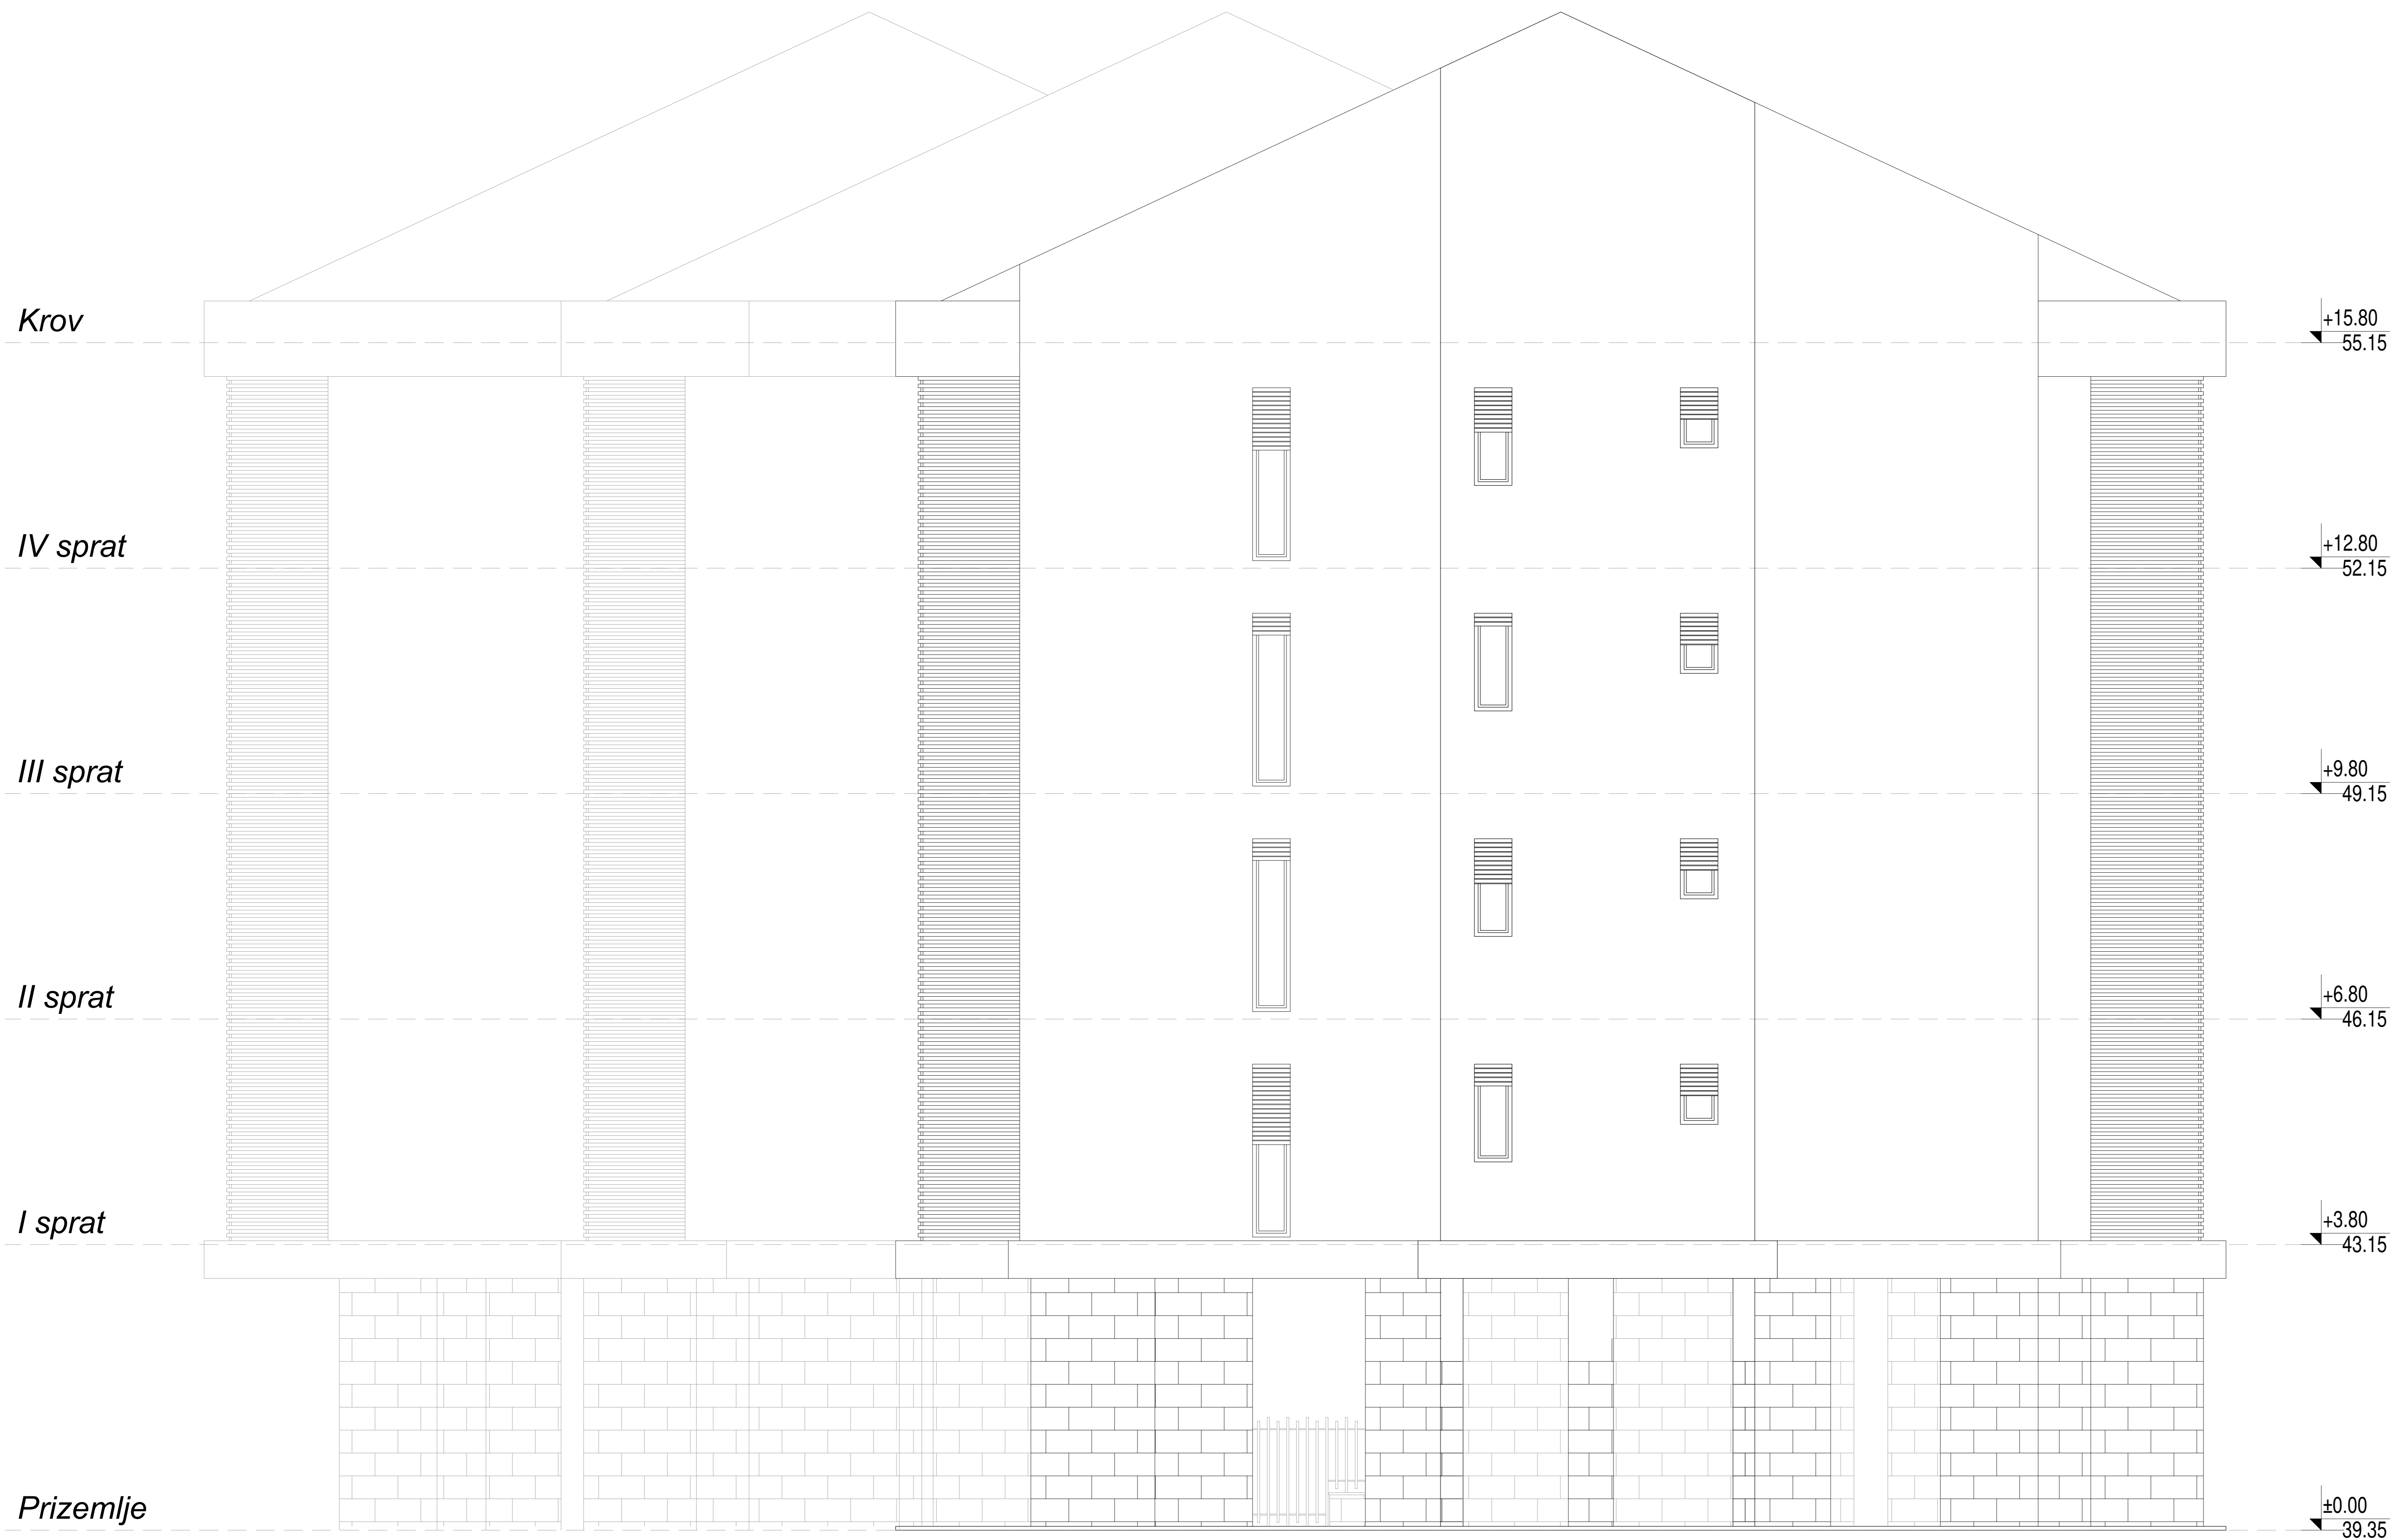 Krov
+15.80
55.15
IV sprat
+12.80
52.15
III sprat
+9.80
49.15
II sprat
+6.80
46.15
I sprat
+3.80
43.15
Prizemlje
±0.00
39.35